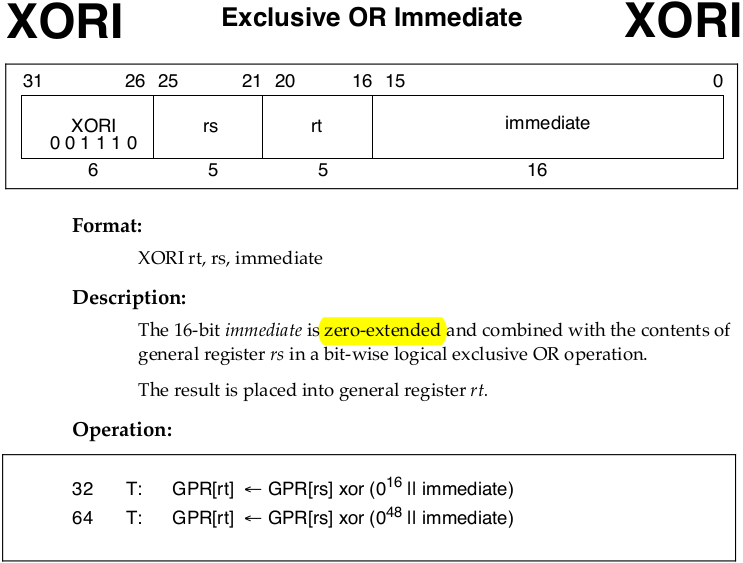 XORI Exclusive OR Immediate XORI
31 26 25 21 20 16 15 0
XORI rs rt immediate
0 0 1 1 1 0
6 5 5 16
Format:
XORI rt, rs, immediate
Description:
The 16-bit immediate is zero-extended and combined with the contents of
general register rs in a bit-wise logical exclusive OR operation.
The result is placed into general register rt.
Operation:
32 T: GPR[rt] ← GPR[rs] xor (0¹⁶ || immediate)
64 T: GPR[rt] ← GPR[rs] xor (0⁴⁸ || immediate)